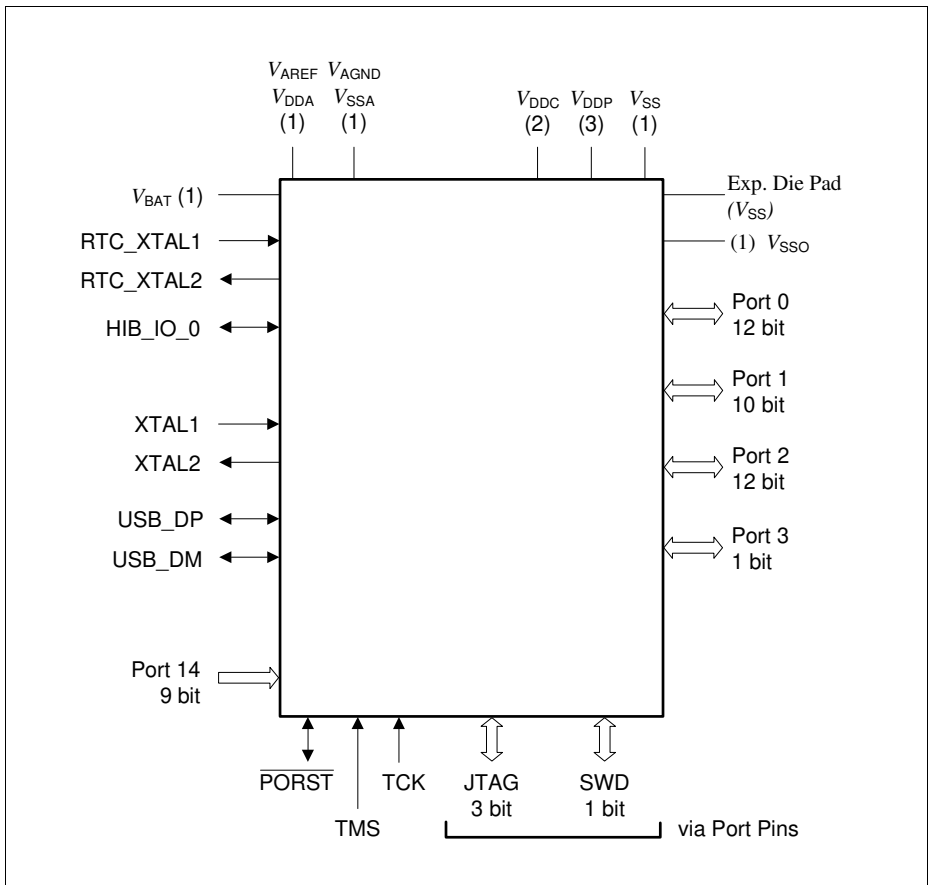 VAREF VAGND
VDDA VSSA
(1) (1)
VDDC VDDP VSS
(2) (3) (1)
VBAT (1)
RTC_XTAL1
RTC_XTAL2
HIB_IO_0
XTAL1
XTAL2
USB_DP
USB_DM
Port 14
9 bit
Exp. Die Pad
(VSS)
(1) VSSO
Port 0
12 bit
Port 1
10 bit
Port 2
12 bit
Port 3
1 bit
PORST
TMS
TCK
JTAG
3 bit
SWD
1 bit
via Port Pins